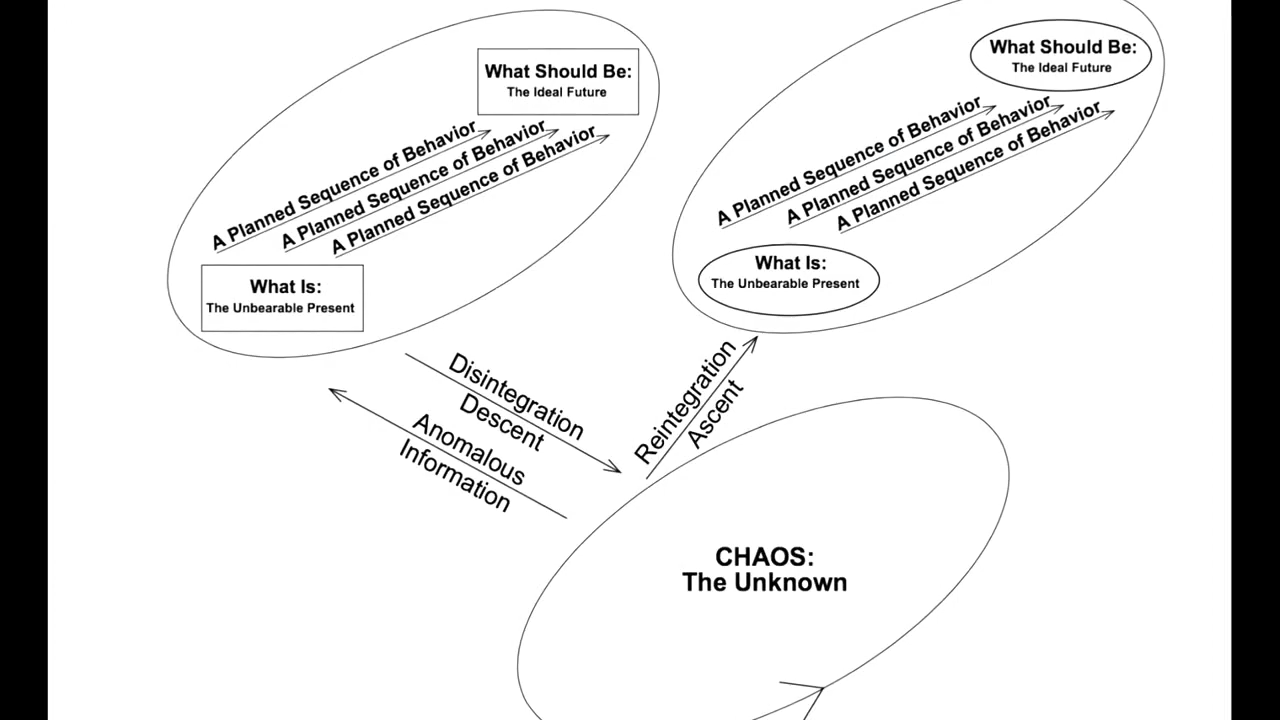 What Should Be:
The Ideal Future
A Planned Sequence of Behavior
A Planned Sequence of Behavior
A Planned Sequence of Behavior
What Is:
The Unbearable Present
What Should Be:
The Ideal Future
A Planned Sequence of Behavior
A Planned Sequence of Behavior
A Planned Sequence of Behavior
What Is:
The Unbearable Present
Disintegration
Descent
Anomalous
Information
Reintegration
Ascent
CHAOS:
The Unknown